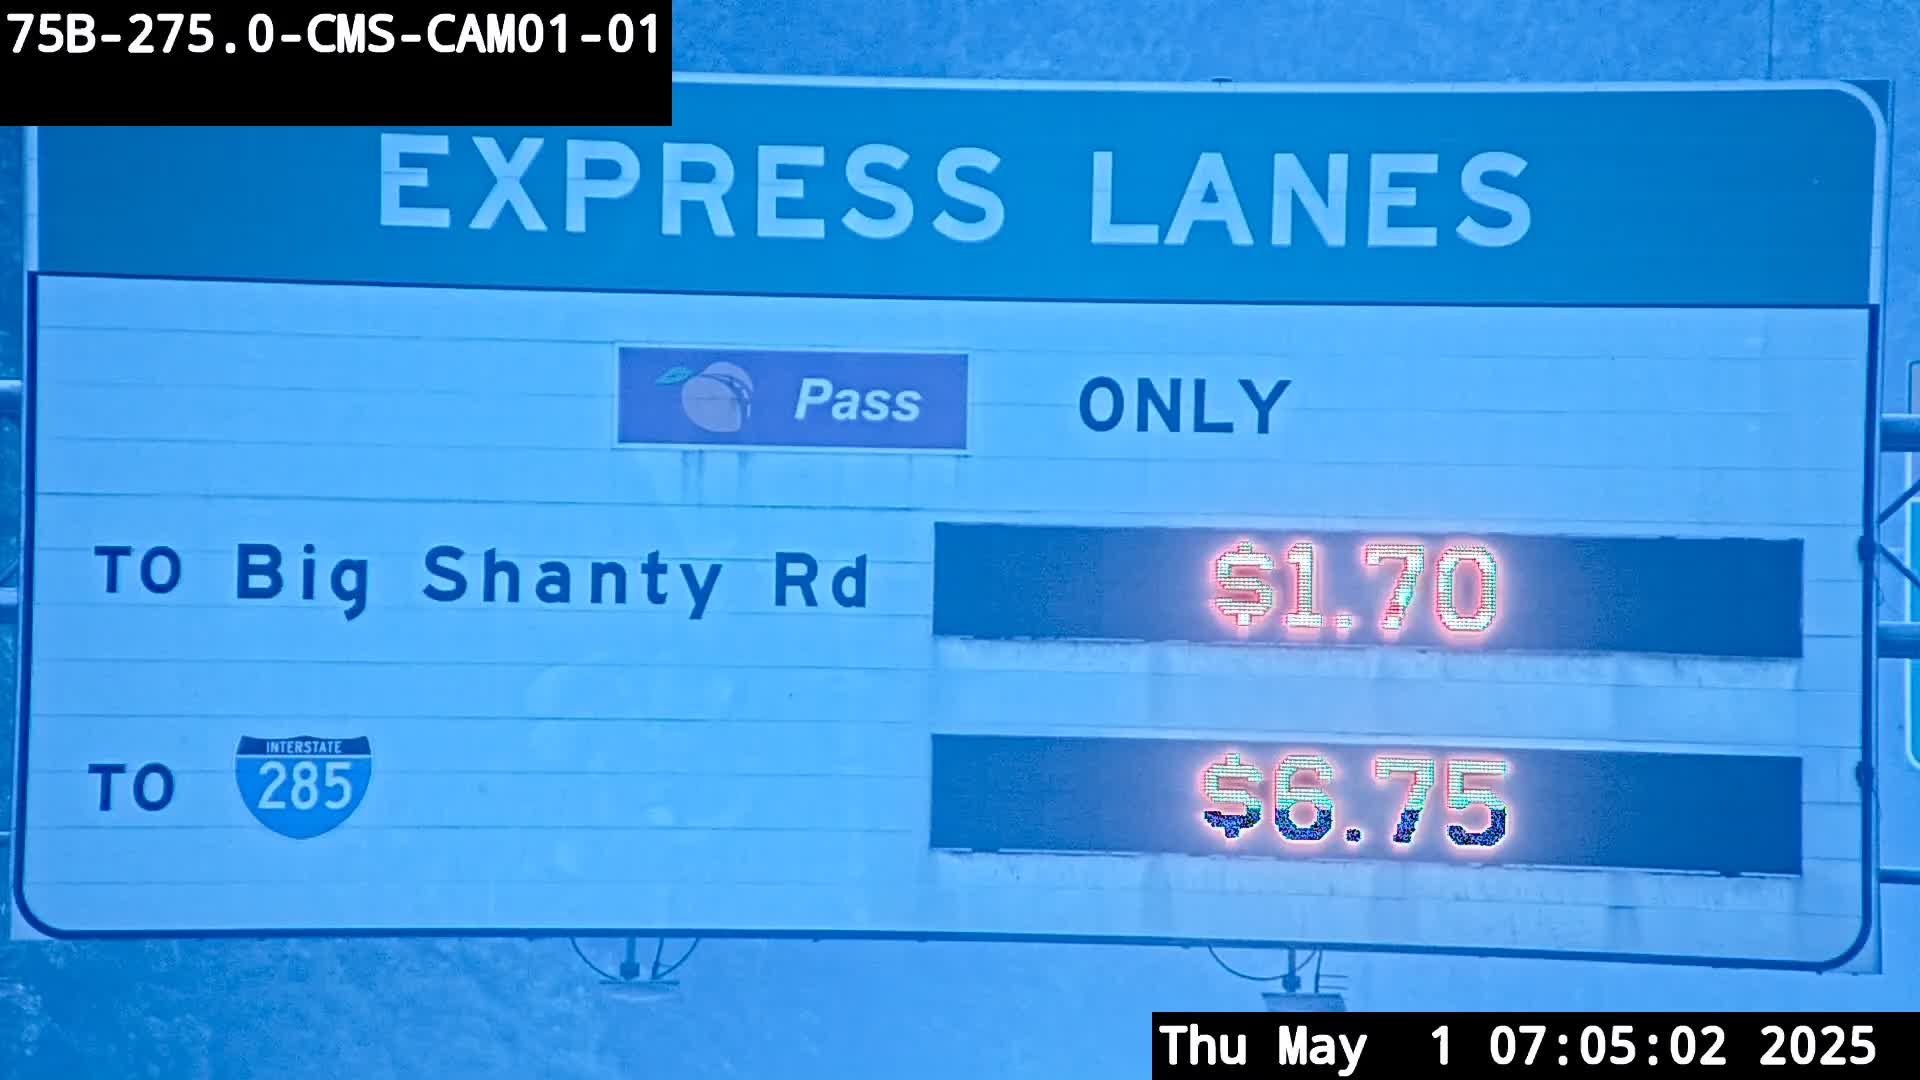 75B-275.0-CMS-CAM01-01
EXPRESS LANES
Pass ONLY
TO Big Shanty Rd $1.70
INTERSTATE
TO 285 $6.75
Thu May 1 07:05:02 2025